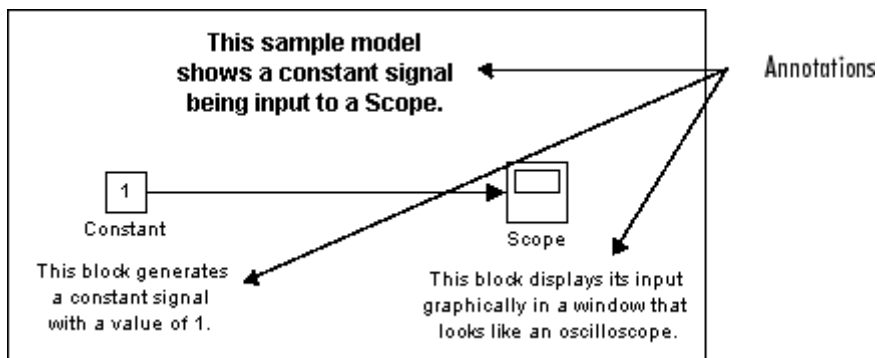 This sample model
shows a constant signal
being input to a Scope.
Annotations
1
Constant
Scope
This block generates
a constant signal
with a value of 1.
This block displays its input
graphically in a window that
looks like an oscilloscope.